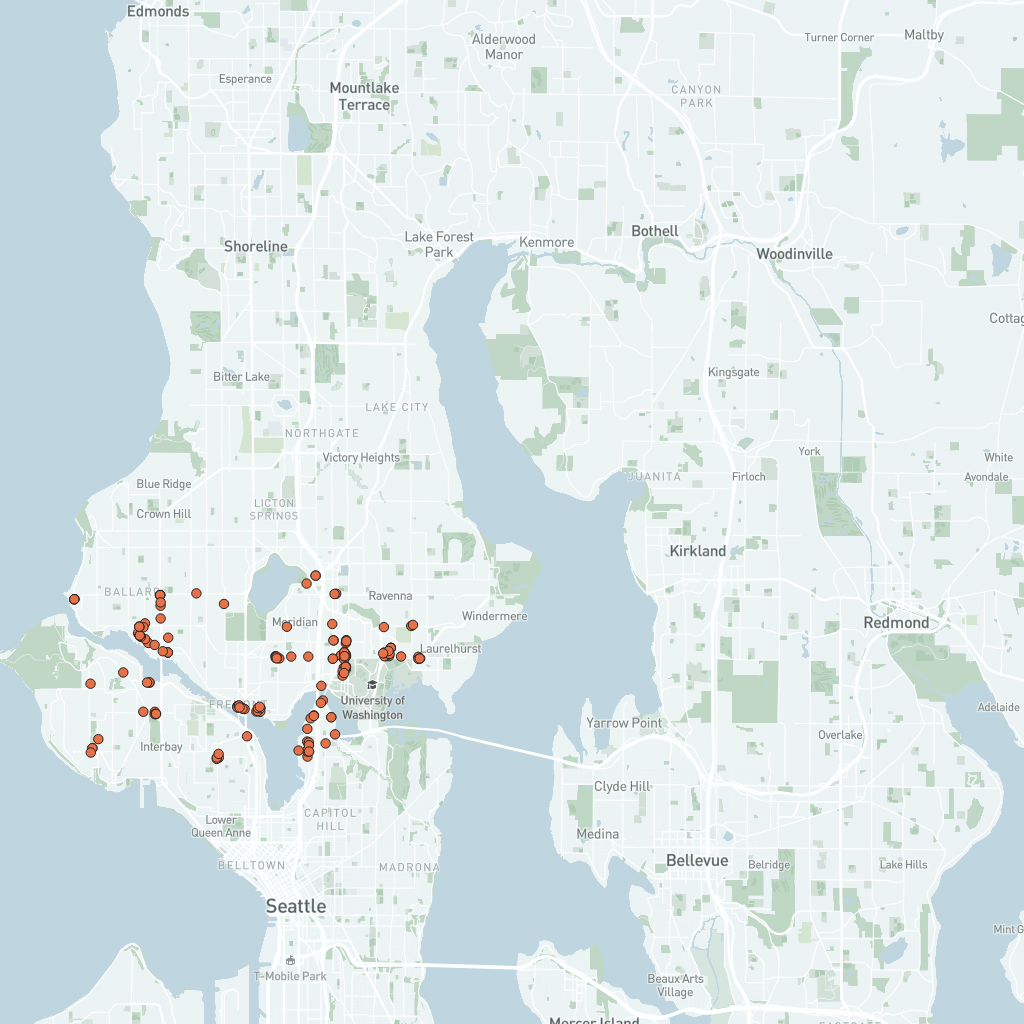 Edmonds
Alderwood
Manor
Turner Corner
Maltby
Esperance
Mountlake
Terrace
CANYON
PARK
Shoreline
Lake Forest
Park
Kenmore
Bothell
Woodinville
Bitter Lake
Kingsgate
LAKE CITY
NORTHGATE
Victory Heights
York
White
Blue Ridge
JUANITA
Firloch
Avondale
Crown Hill
LICTON
SPRINGS
Kirkland
BALLAR
Ravenna
Meridian
Windermere
Redmond
Laurelhurst
University of
Washington
FREM
Adelaide
Yarrow Point
Overlake
Interbay
Clyde Hill
Lower
Queen Anne
CAPITOL
HILL
Medina
BELLTOWN
MADRONA
Bellevue
Belridge
Lake Hills
Seattle
Mint G
T-Mobile Park
Beaux Arts
Village
Mercer Island